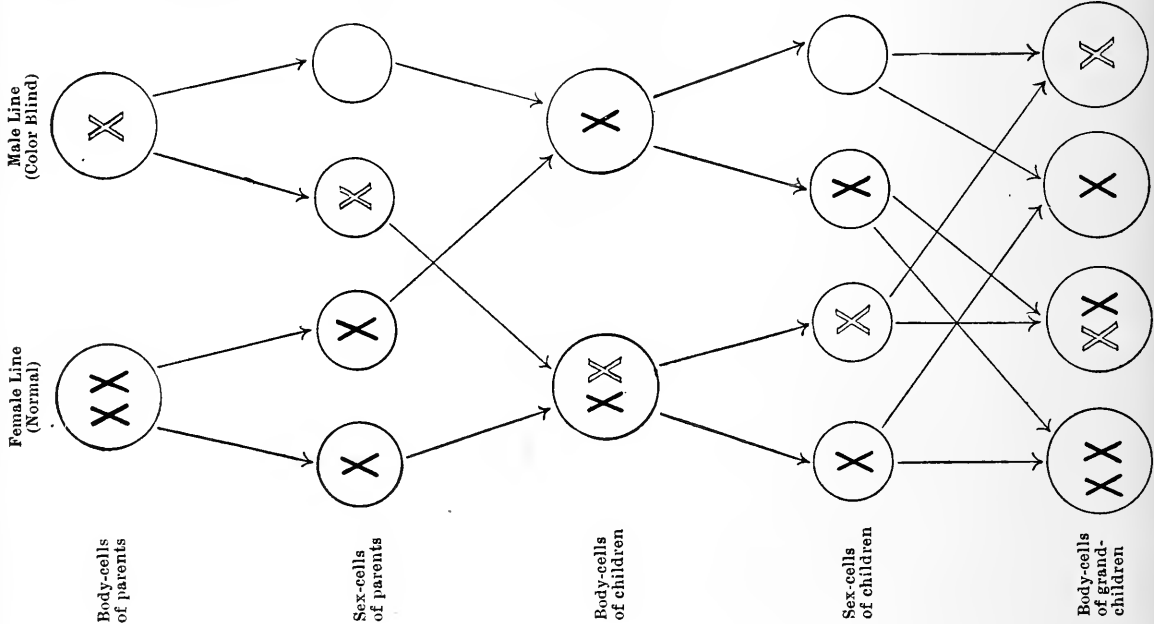 Female Line
(Normal)
Male Line
(Color Blind)
Body-cells
of parents
X X
X
Sex-cells
of parents
X
X
X
Body-cells
of children
X X
X
Sex-cells
of children
X
X
X
Body-cells
of grand-
children
X X
X X
X
X